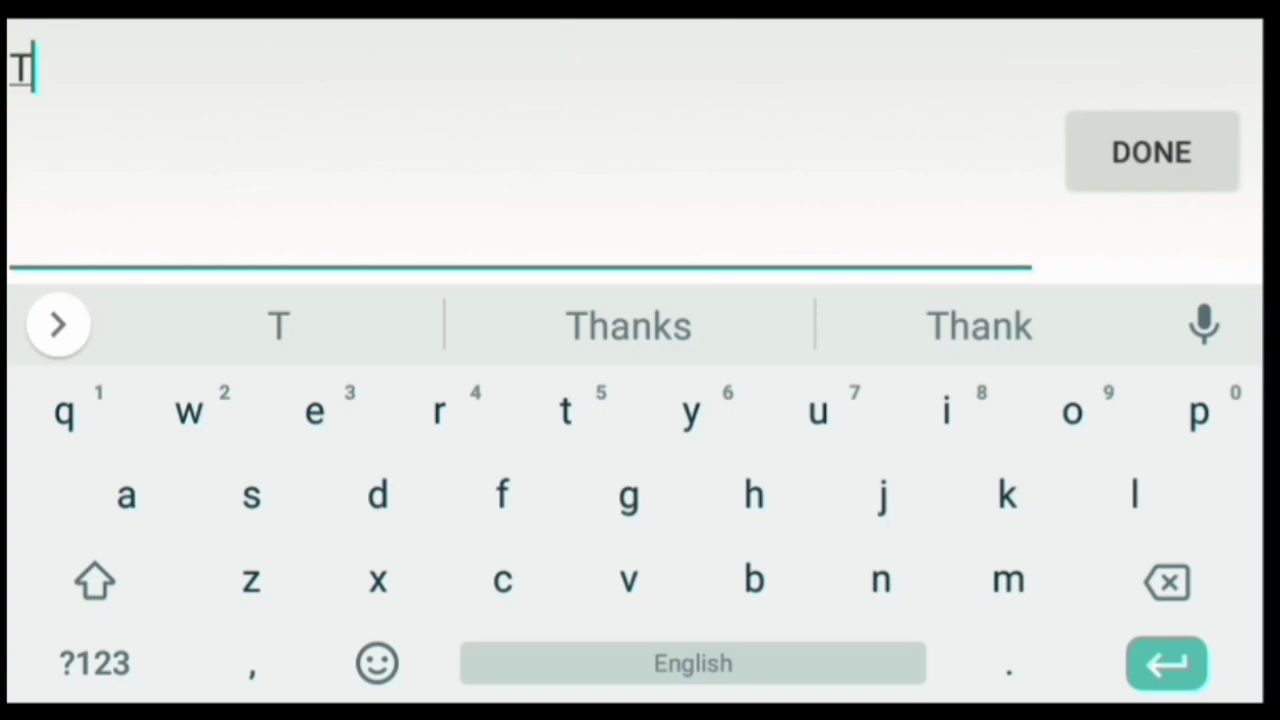 T
DONE
T Thanks Thank
q 1 w 2 e 3 r 4 t 5 y 6 u 7 i 8 o 9 p 0
a s d f g h j k l
z x c v b n m
?123 , English .